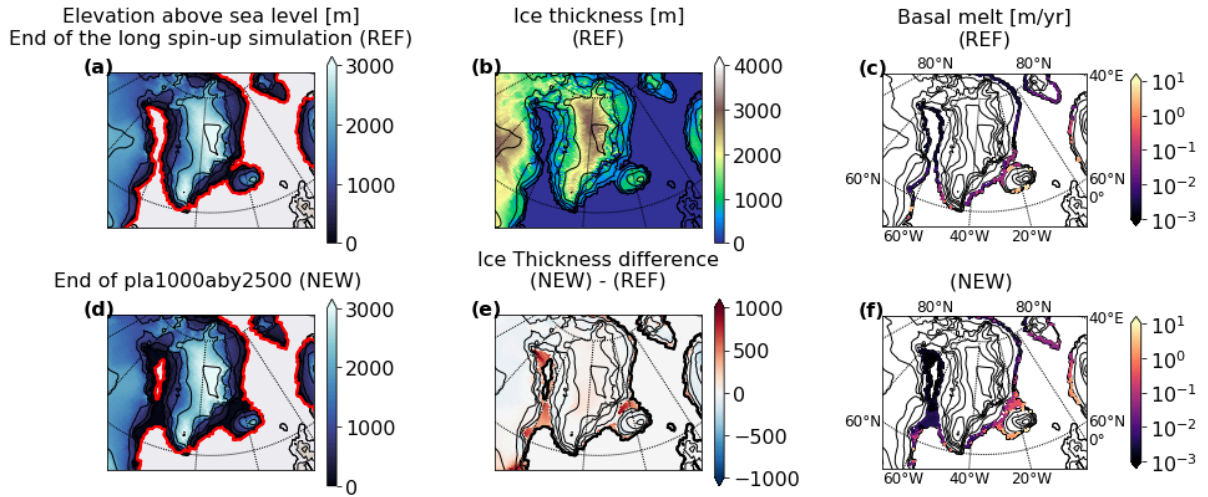 Elevation above sea level [m]
End of the long spin-up simulation (REF)
Ice thickness [m]
(REF)
Basal melt [m/yr]
(REF)
(a)
3000
2000
1000
0
(b)
4000
3000
2000
1000
0
(c)
80°N 80°N
40°E
60°N
60°N
0°
60°W 40°W 20°W
10¹
10⁰
10⁻¹
10⁻²
10⁻³
End of pla1000aby2500 (NEW)
Ice Thickness difference
(NEW) - (REF)
(NEW)
(d)
3000
2000
1000
0
(e)
1000
500
0
−500
−1000
(f)
80°N 80°N
40°E
60°N
60°N
0°
60°W 40°W 20°W
10¹
10⁰
10⁻¹
10⁻²
10⁻³